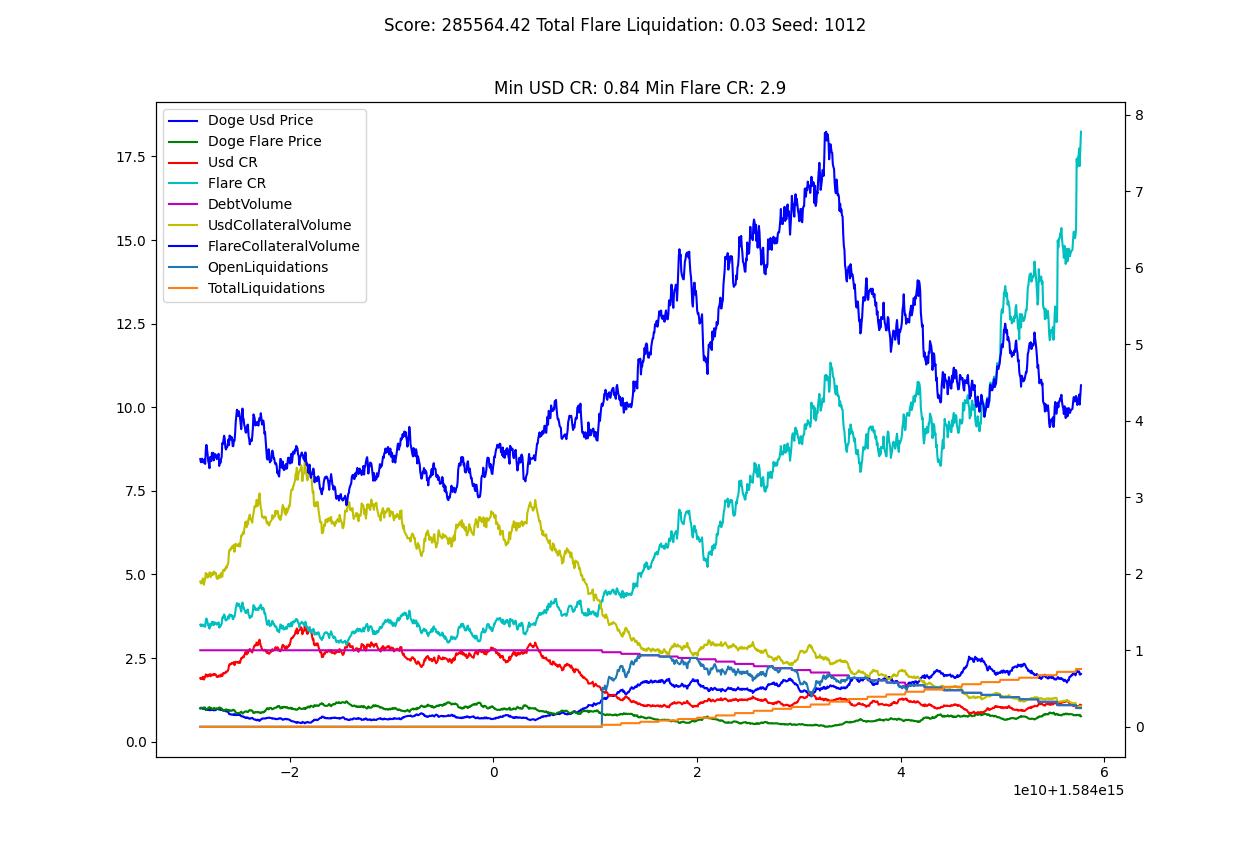 Score: 285564.42 Total Flare Liquidation: 0.03 Seed: 1012
Min USD CR: 0.84 Min Flare CR: 2.9
Doge Usd Price
Doge Flare Price
Usd CR
Flare CR
DebtVolume
UsdCollateralVolume
FlareCollateralVolume
OpenLiquidations
TotalLiquidations
17.5
15.0
12.5
10.0
7.5
5.0
2.5
0.0
8
7
6
5
4
3
2
1
0
−2
0
2
4
6
1e10+1.584e15